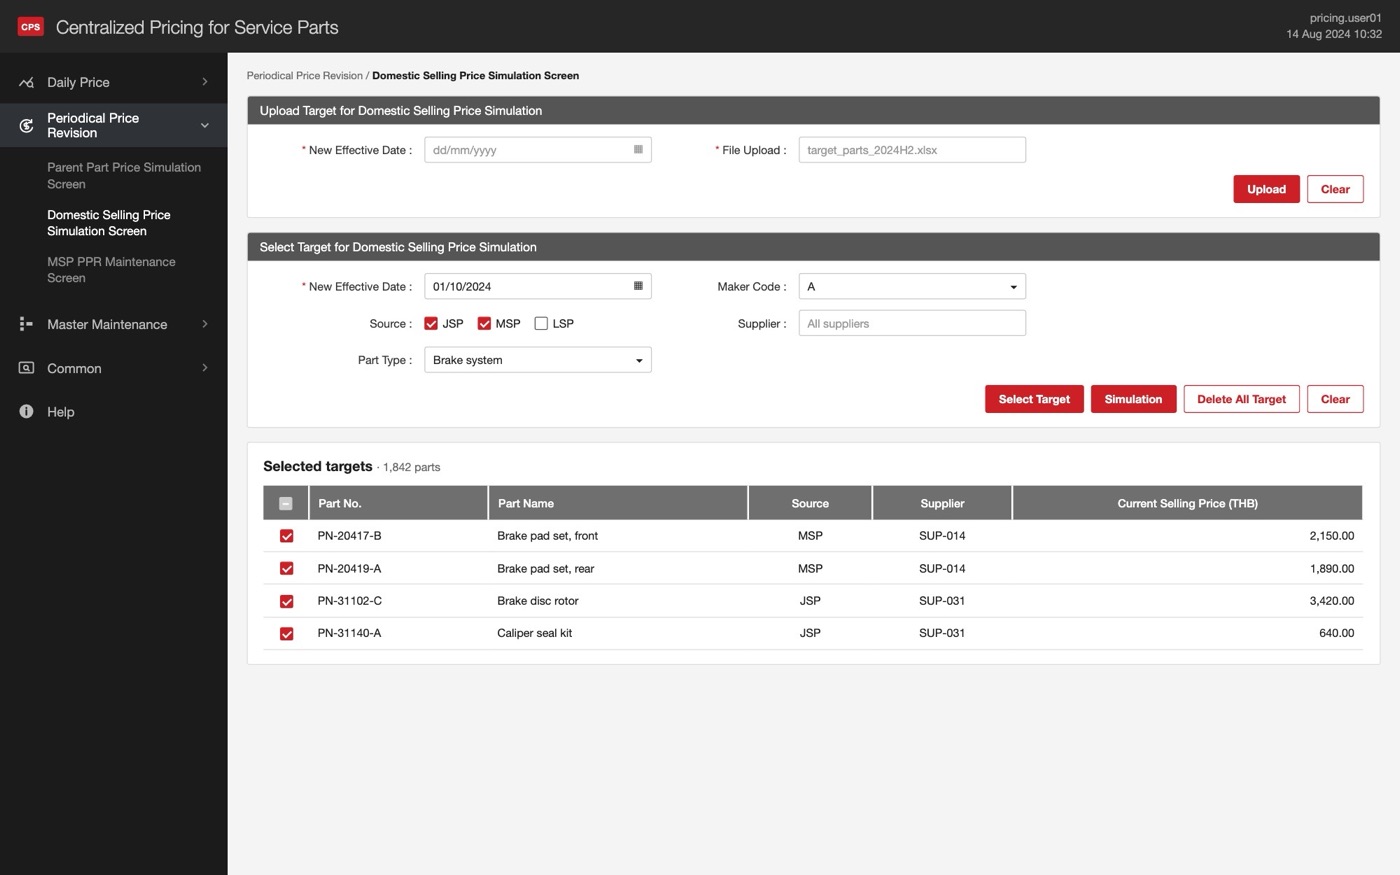 CPS Centralized Pricing for Service Parts
pricing.user01
14 Aug 2024 10:32
Daily Price
Periodical Price
Revision
Parent Part Price Simulation
Screen
Domestic Selling Price
Simulation Screen
MSP PPR Maintenance
Screen
Master Maintenance
Common
Help
Periodical Price Revision / Domestic Selling Price Simulation Screen
Upload Target for Domestic Selling Price Simulation
* New Effective Date : dd/mm/yyyy * File Upload : target_parts_2024H2.xlsx
Upload Clear
Select Target for Domestic Selling Price Simulation
* New Effective Date : 01/10/2024 Maker Code : A
Source : JSP MSP LSP Supplier : All suppliers
Part Type : Brake system
Select Target Simulation Delete All Target Clear
Selected targets · 1,842 parts
Part No. Part Name Source Supplier Current Selling Price (THB)
PN-20417-B Brake pad set, front MSP SUP-014 2,150.00
PN-20419-A Brake pad set, rear MSP SUP-014 1,890.00
PN-31102-C Brake disc rotor JSP SUP-031 3,420.00
PN-31140-A Caliper seal kit JSP SUP-031 640.00